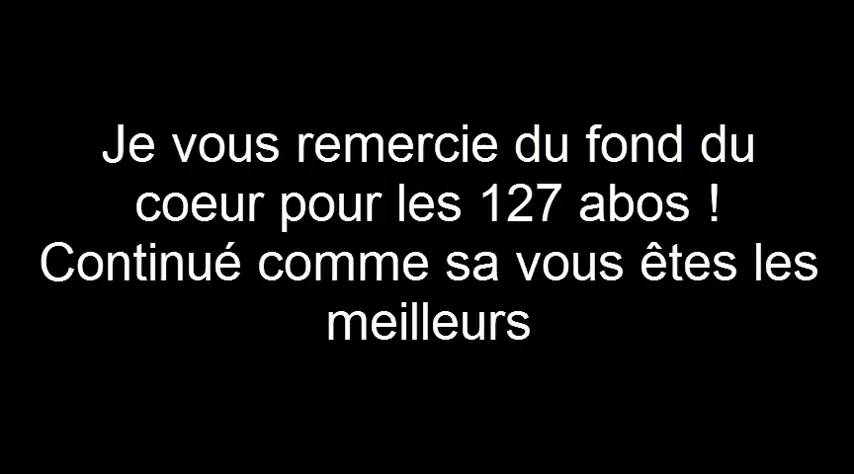 Je vous remercie du fond du
coeur pour les 127 abos !
Continué comme sa vous êtes les
meilleurs